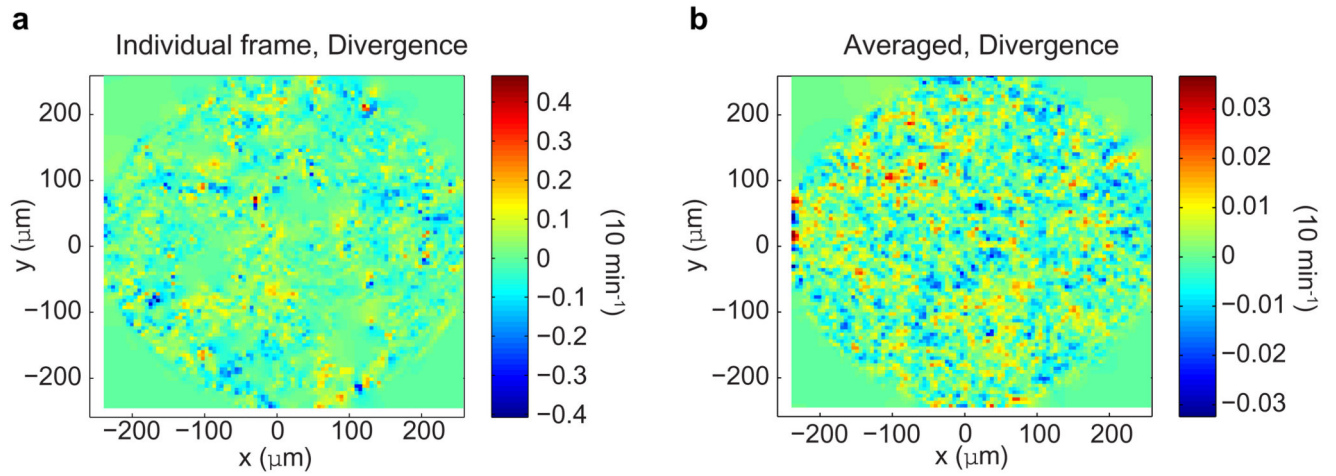 a
Individual frame, Divergence
200
100
0
−100
−200
y (μm)
−200 −100 0 100 200
x (μm)
0.4
0.3
0.2
0.1
0
−0.1
−0.2
−0.3
−0.4
(10 min⁻¹)
b
Averaged, Divergence
200
100
0
−100
−200
y (μm)
−200 −100 0 100 200
x (μm)
0.03
0.02
0.01
0
−0.01
−0.02
−0.03
(10 min⁻¹)